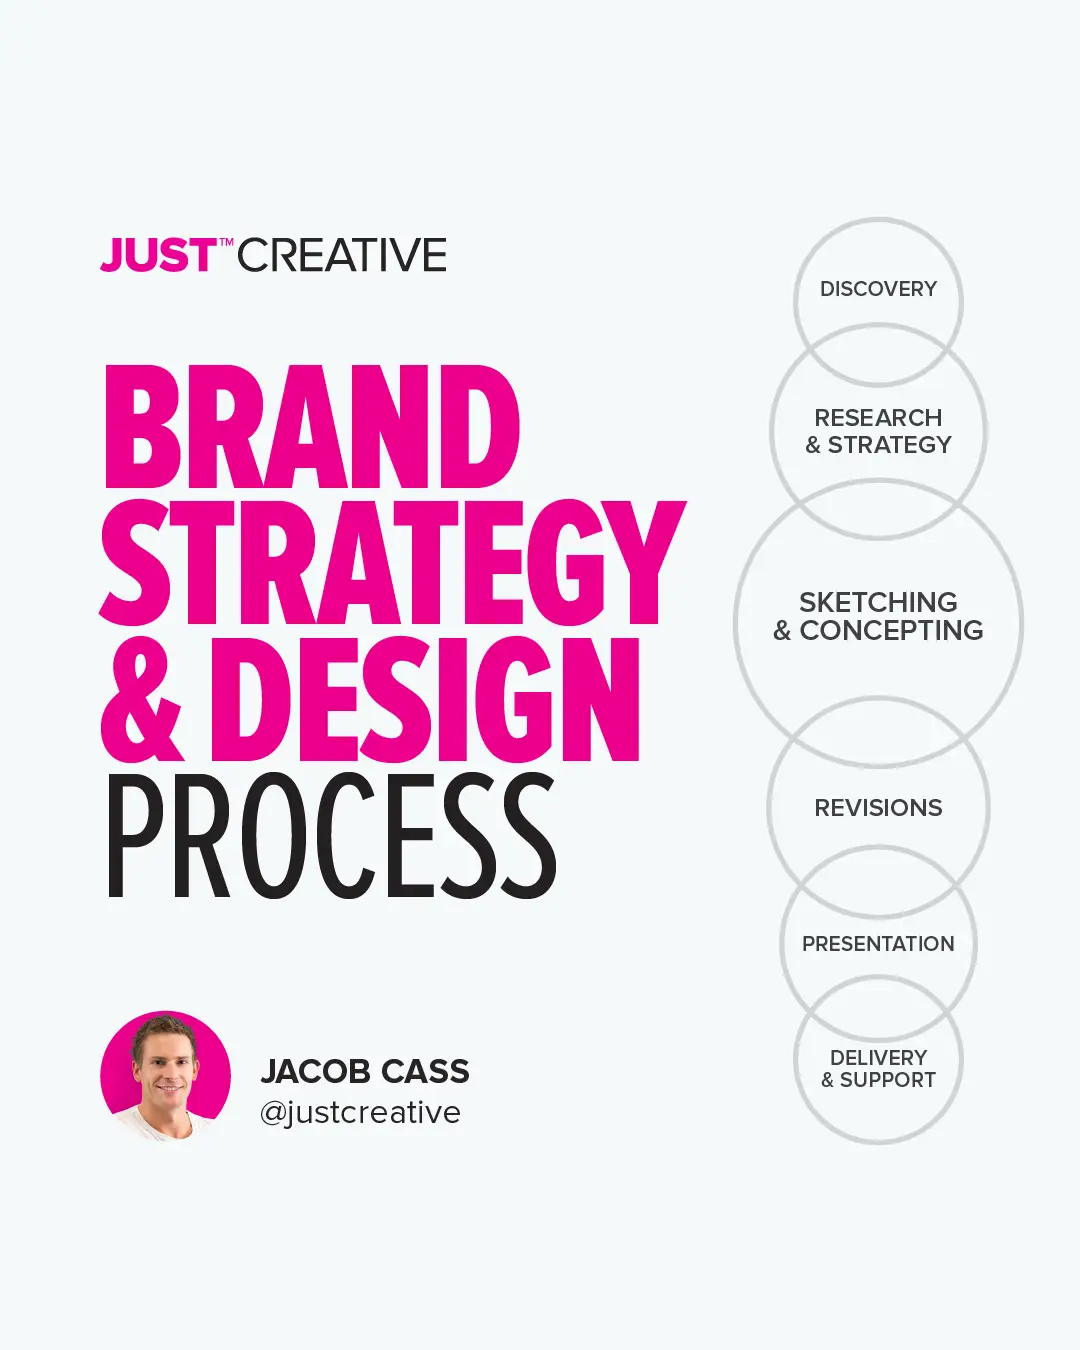 JUST™CREATIVE
BRAND
STRATEGY
& DESIGN
PROCESS
JACOB CASS
@justcreative
DISCOVERY
RESEARCH
& STRATEGY
SKETCHING
& CONCEPTING
REVISIONS
PRESENTATION
DELIVERY
& SUPPORT